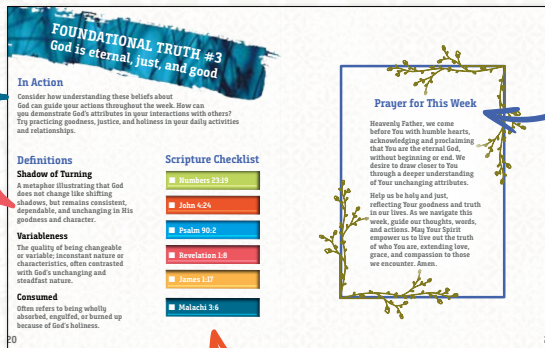 FOUNDATIONAL TRUTH #3
God is eternal, just, and good
In Action
Consider how understanding these beliefs about
God can guide your actions throughout the week. How can
you demonstrate God's attributes in your interactions with others?
Try practicing goodness, justice, and holiness in your daily activities
and relationships.
Definitions
Shadow of Turning
A metaphor illustrating that God
does not change like shifting
shadows, but remains consistent,
dependable, and unchanging in His
goodness and character.
Variableness
The quality of being changeable
or variable; inconstant nature or
characteristics, often contrasted
with God's unchanging and
steadfast nature.
Consumed
Often refers to being wholly
absorbed, engulfed, or burned up
because of God's holiness.
20
Scripture Checklist
Numbers 23:19
John 4:24
Psalm 90:2
Revelation 1:8
James 1:17
Malachi 3:6
Prayer for This Week
Heavenly Father, we come
before You with humble hearts,
acknowledging and proclaiming
that You are the eternal God,
without beginning or end. We
desire to draw closer to You
through a deeper understanding
of Your unchanging attributes.
Help us be holy and just,
reflecting Your goodness and truth
in our lives. As we navigate this
week, guide our thoughts, words,
and actions. May Your Spirit
empower us to live out the truth
of who You are, extending love,
grace, and compassion to those
we encounter. Amen.